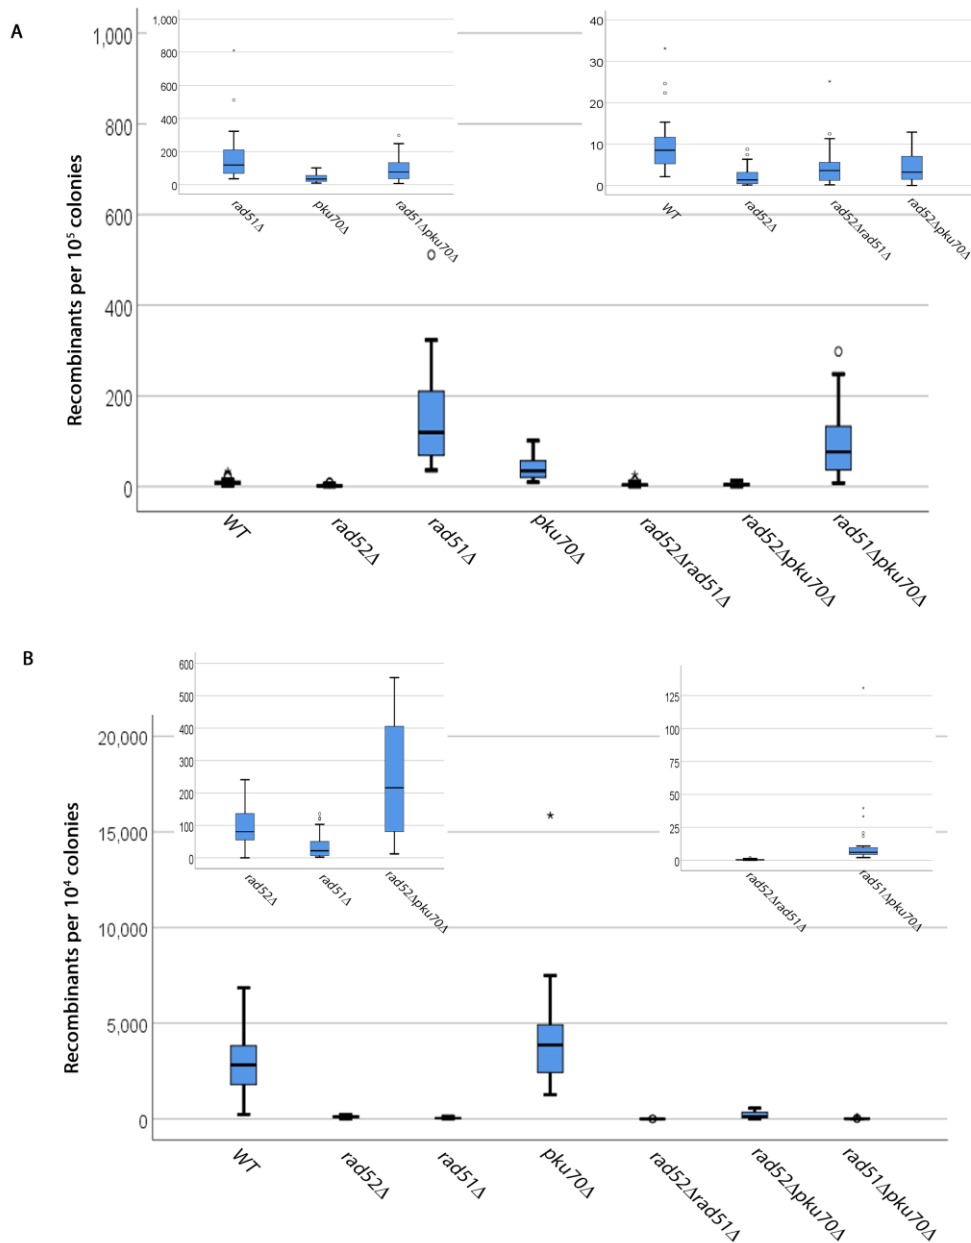 A
Recombinants per 10⁵ colonies
1,000
800
600
400
200
0
WT
rad52Δ
rad51Δ
pku70Δ
rad52Δrad51Δ
rad52Δpku70Δ
rad51Δpku70Δ
1,000
800
600
400
200
0
rad51Δ
pku70Δ
rad51Δpku70Δ
40
30
20
10
0
WT
rad52Δ
rad52Δrad51Δ
rad52Δpku70Δ
B
Recombinants per 10⁴ colonies
20,000
15,000
10,000
5,000
0
WT
rad52Δ
rad51Δ
pku70Δ
rad52Δrad51Δ
rad52Δpku70Δ
rad51Δpku70Δ
600
500
400
300
200
100
0
rad52Δ
rad51Δ
rad52Δpku70Δ
125
100
75
50
25
0
rad52Δrad51Δ
rad51Δpku70Δ